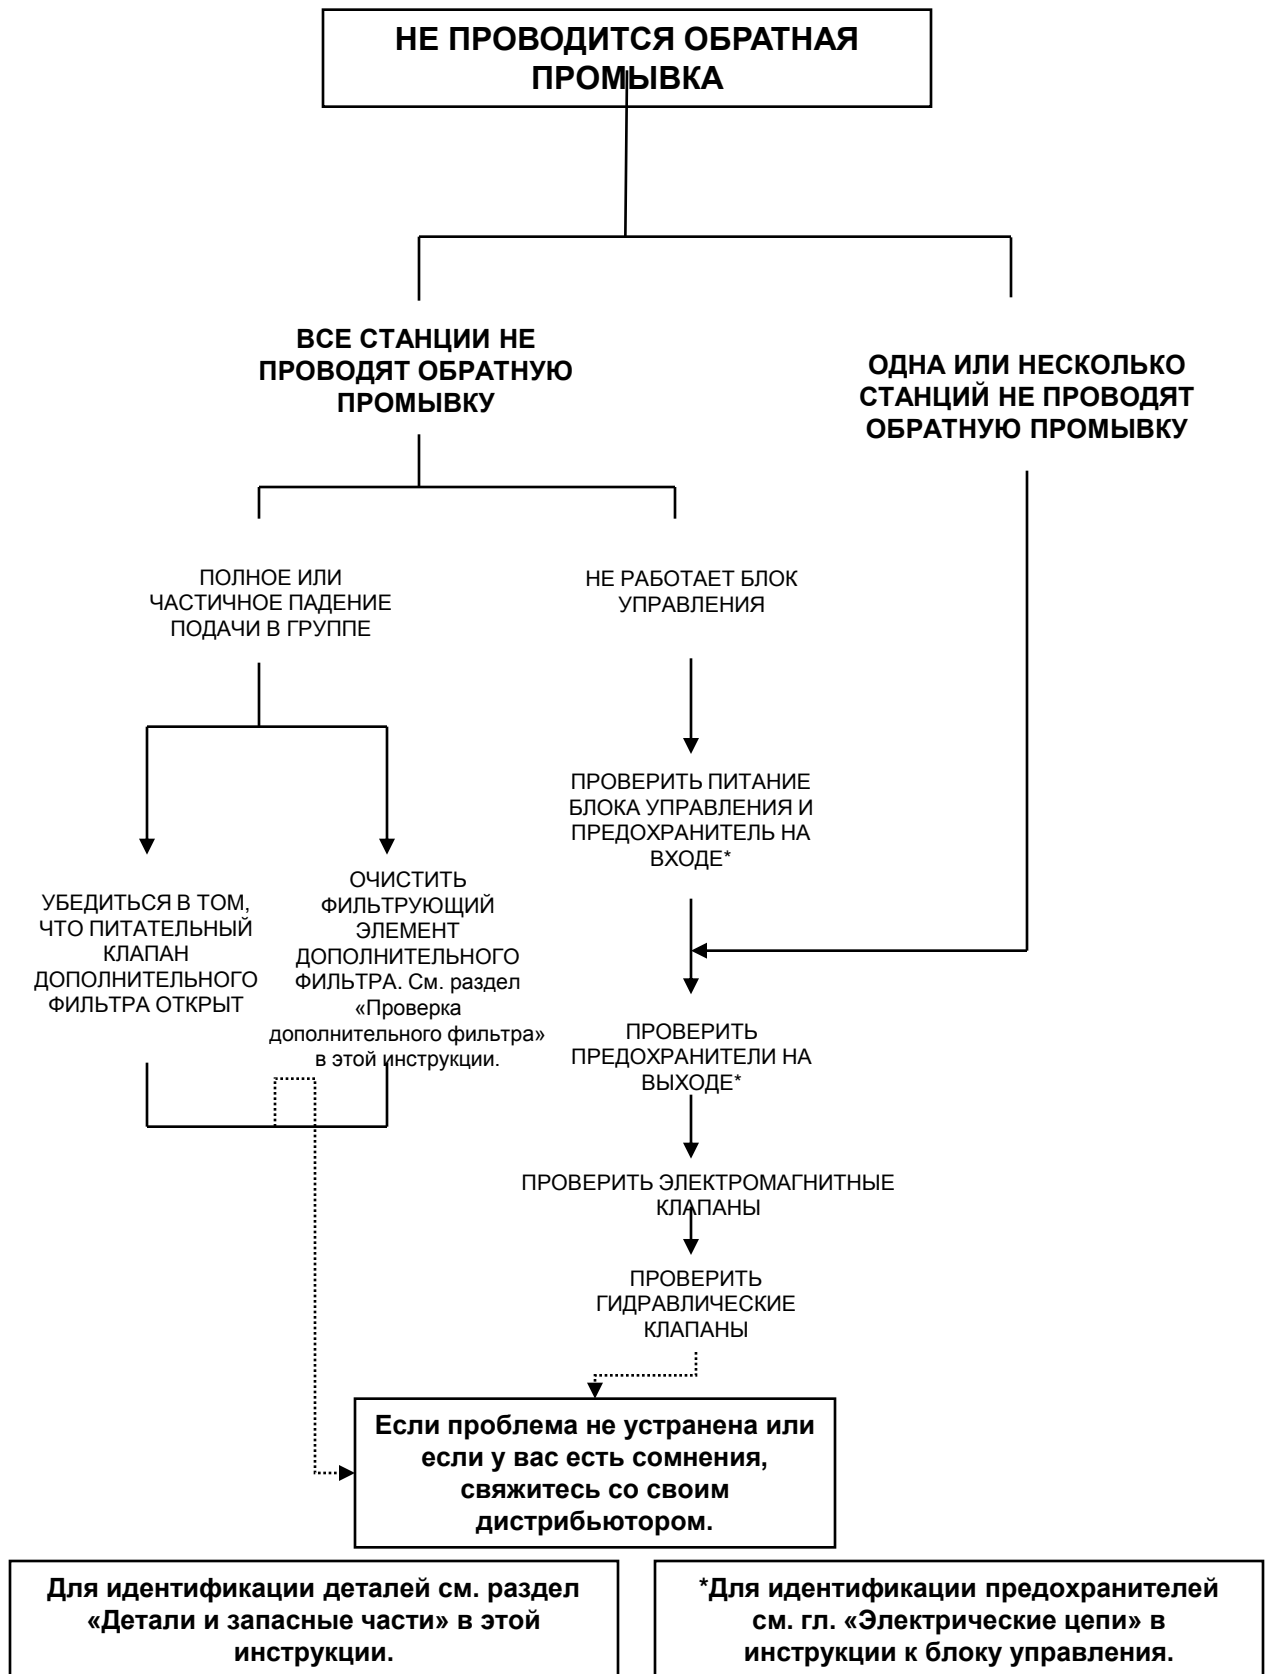 НЕ ПРОВОДИТСЯ ОБРАТНАЯ
ПРОМЫВКА
ВСЕ СТАНЦИИ НЕ
ПРОВОДЯТ ОБРАТНУЮ
ПРОМЫВКУ
ОДНА ИЛИ НЕСКОЛЬКО
СТАНЦИЙ НЕ ПРОВОДЯТ
ОБРАТНУЮ ПРОМЫВКУ
ПОЛНОЕ ИЛИ
ЧАСТИЧНОЕ ПАДЕНИЕ
ПОДАЧИ В ГРУППЕ
НЕ РАБОТАЕТ БЛОК
УПРАВЛЕНИЯ
ПРОВЕРИТЬ ПИТАНИЕ
БЛОКА УПРАВЛЕНИЯ И
ПРЕДОХРАНИТЕЛЬ НА
ВХОДЕ*
УБЕДИТЬСЯ В ТОМ,
ЧТО ПИТАТЕЛЬНЫЙ
КЛАПАН
ДОПОЛНИТЕЛЬНОГО
ФИЛЬТРА ОТКРЫТ
ОЧИСТИТЬ
ФИЛЬТРУЮЩИЙ
ЭЛЕМЕНТ
ДОПОЛНИТЕЛЬНОГО
ФИЛЬТРА. См. раздел
«Проверка
дополнительного фильтра»
в этой инструкции.
ПРОВЕРИТЬ
ПРЕДОХРАНИТЕЛИ НА
ВЫХОДЕ*
ПРОВЕРИТЬ ЭЛЕКТРОМАГНИТНЫЕ
КЛАПАНЫ
ПРОВЕРИТЬ
ГИДРАВЛИЧЕСКИЕ
КЛАПАНЫ
Если проблема не устранена или
если у вас есть сомнения,
свяжитесь со своим
дистрибьютором.
Для идентификации деталей см. раздел
«Детали и запасные части» в этой
инструкции.
*Для идентификации предохранителей
см. гл. «Электрические цепи» в
инструкции к блоку управления.